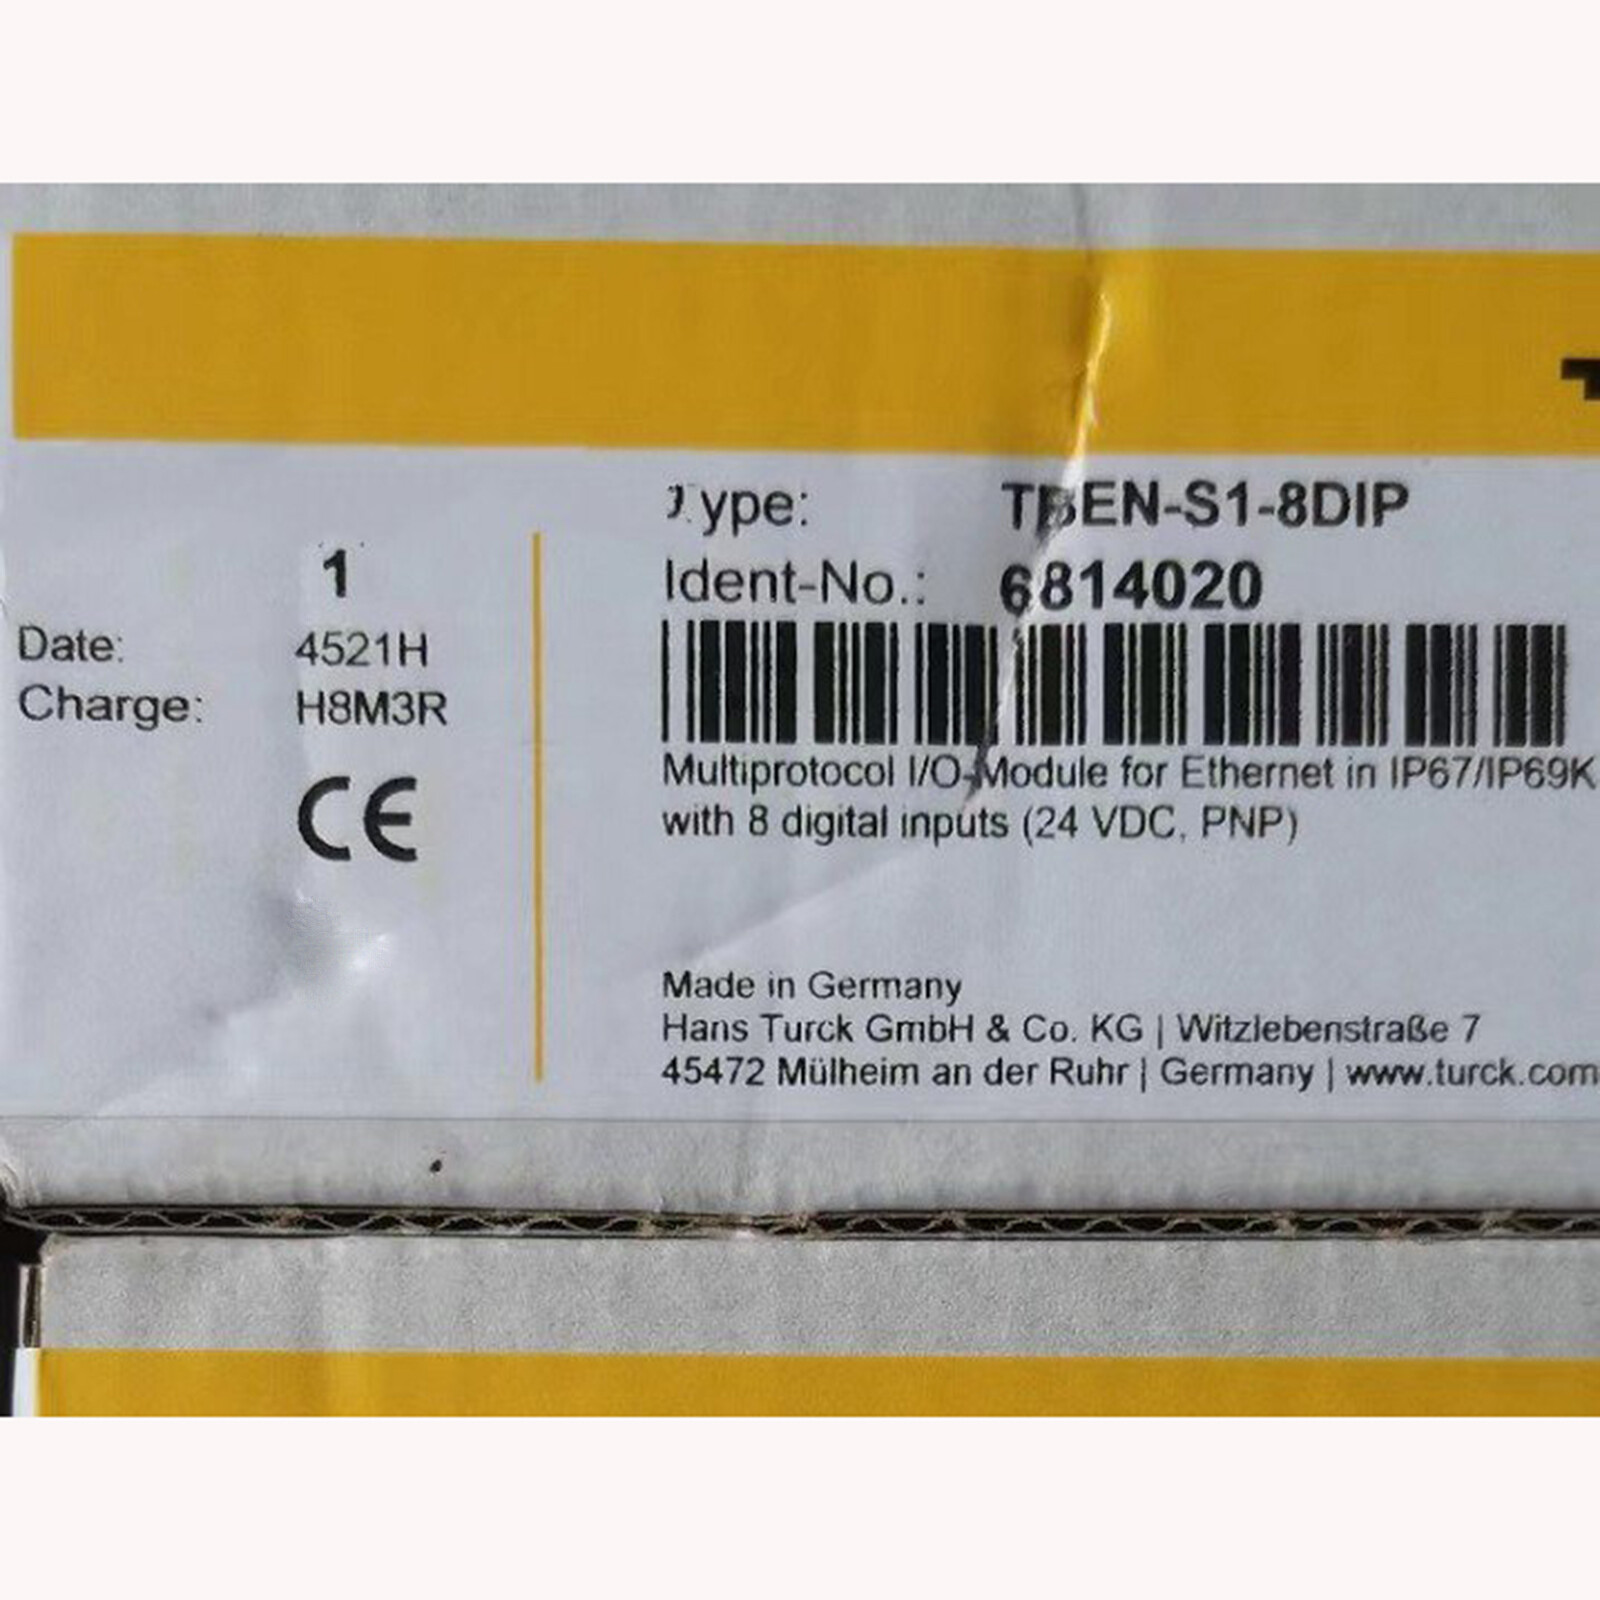 Type: TBEN-S1-8DIP
Ident-No.: 6814020
1
Date: 4521H
Charge: H8M3R
CE
Multiprotocol I/O-Module for Ethernet in IP67/IP69K
with 8 digital inputs (24 VDC, PNP)
Made in Germany
Hans Turck GmbH & Co. KG | Witzlebenstraße 7
45472 Mülheim an der Ruhr | Germany | www.turck.com